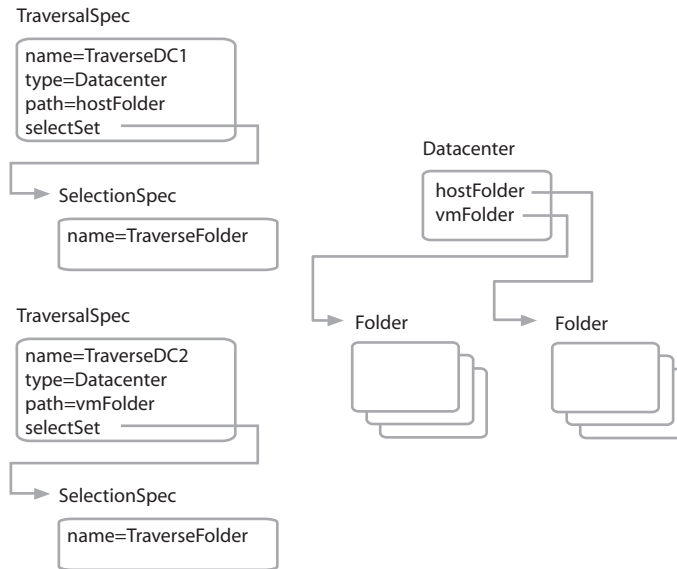 TraversalSpec
name=TraverseDC1
type=Datacenter
path=hostFolder
selectSet
SelectionSpec
name=TraverseFolder
TraversalSpec
name=TraverseDC2
type=Datacenter
path=vmFolder
selectSet
SelectionSpec
name=TraverseFolder
Datacenter
hostFolder
vmFolder
Folder
Folder